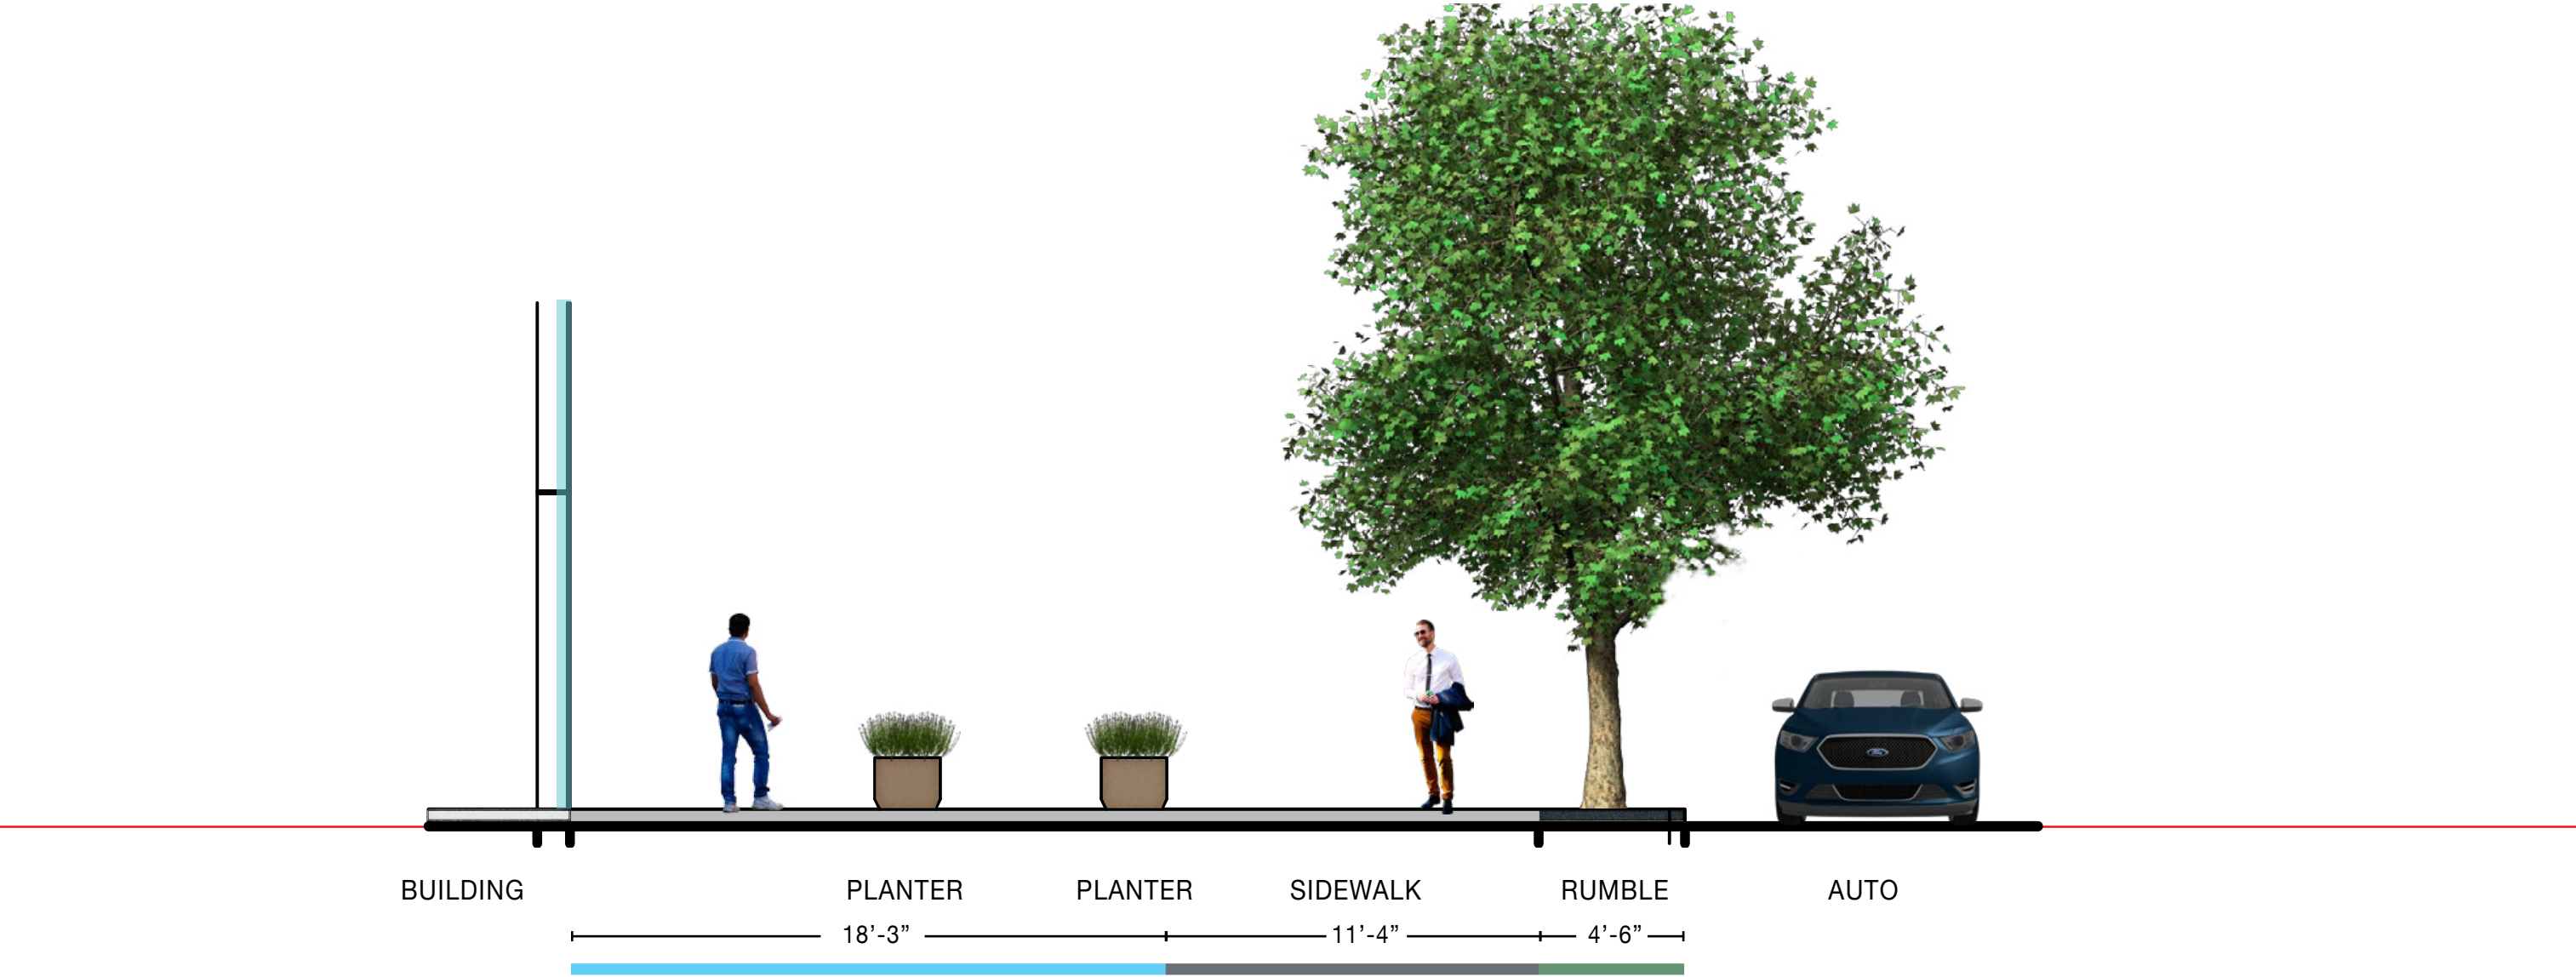 BUILDING PLANTER PLANTER SIDEWALK RUMBLE AUTO
18’-3” 11’-4” 4’-6”